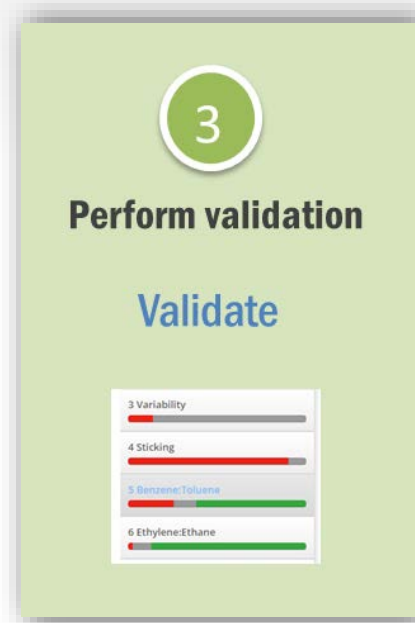 3
Perform validation
Validate
3 Variability
4 Sticking
5 Benzene:Toluene
6 Ethylene:Ethane